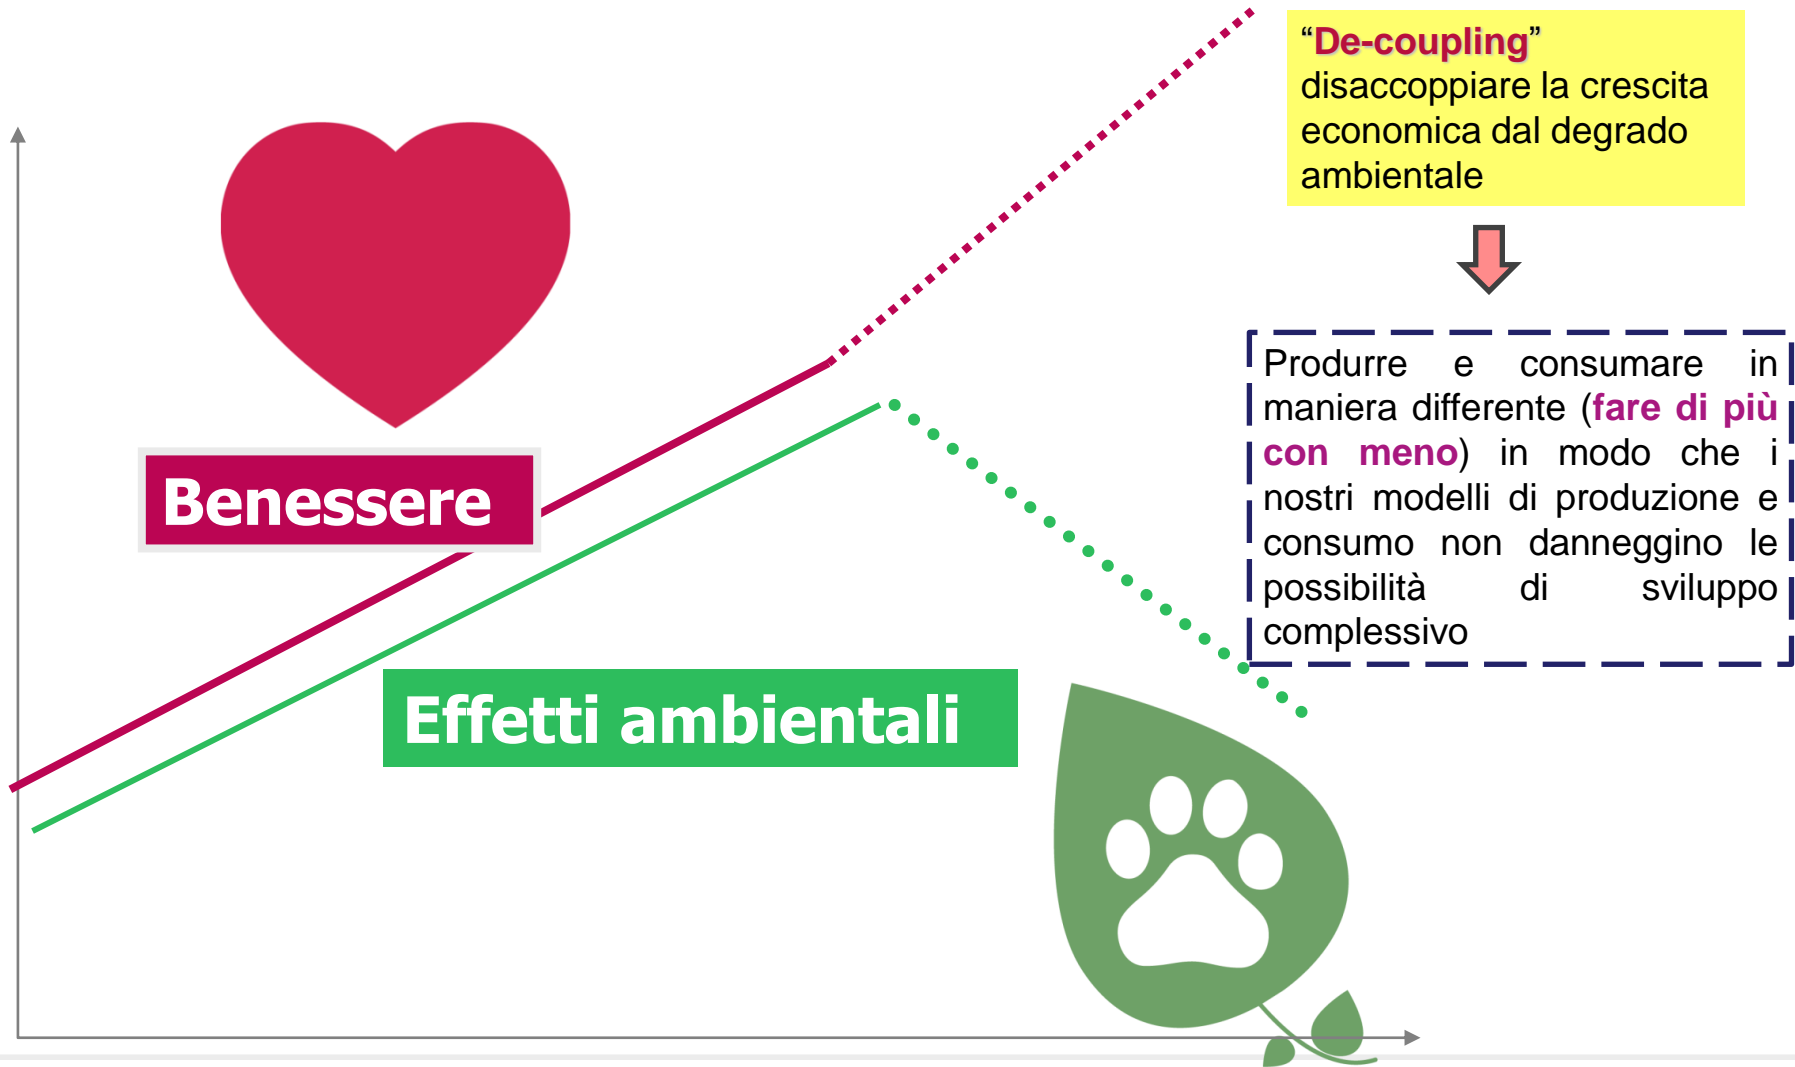 “De-coupling”
disaccoppiare la crescita
economica dal degrado
ambientale
Produrre e consumare in
maniera differente (fare di più
con meno) in modo che i
nostri modelli di produzione e
consumo non danneggino le
possibilità di sviluppo
complessivo
Benessere
Effetti ambientali